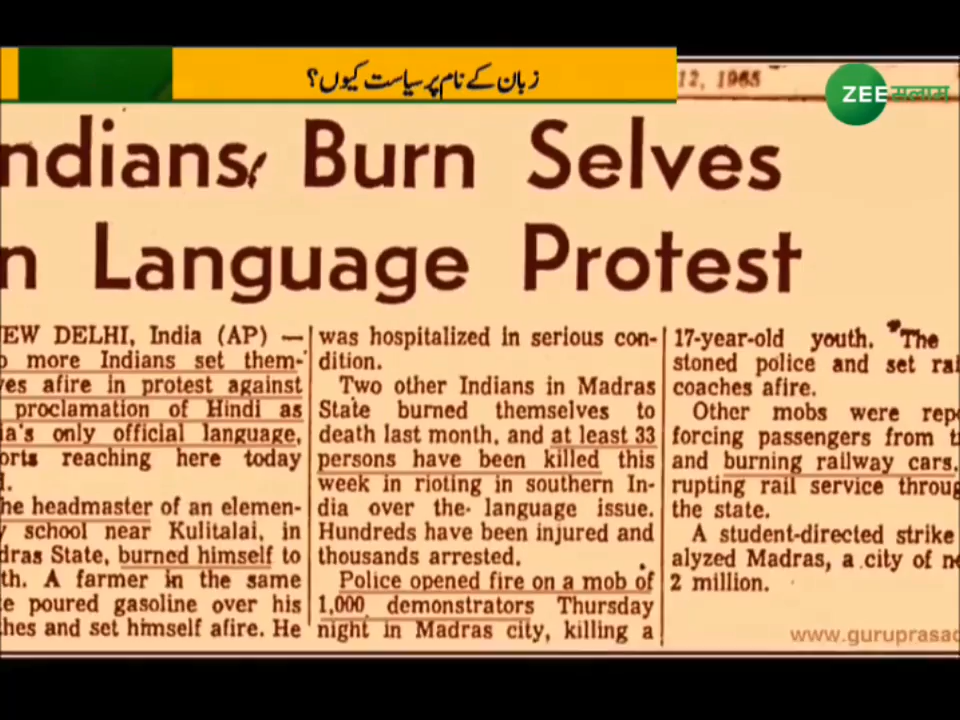 زبان کے نام پر سیاست کیوں؟
12, 1965
ZEE सलाम
ndians, Burn Selves
n Language Protest
EW DELHI, India (AP) —
o more Indians set them-
ves afire in protest against
proclamation of Hindi as
ia's only official language,
orts reaching here today
d.
he headmaster of an elemen-
y school near Kulitalai, in
dras State, burned himself to
th. A farmer in the same
e poured gasoline over his
hes and set himself afire. He
was hospitalized in serious con-
dition.
Two other Indians in Madras
State burned themselves to
death last month, and at least 33
persons have been killed this
week in rioting in southern In-
dia over the language issue.
Hundreds have been injured and
thousands arrested.
Police opened fire on a mob of
1,000 demonstrators Thursday
night in Madras city, killing a
17-year-old youth. The
stoned police and set rai
coaches afire.
Other mobs were repo
forcing passengers from t
and burning railway cars,
rupting rail service throug
the state.
A student-directed strike
alyzed Madras, a city of ne
2 million.
www.guruprasad